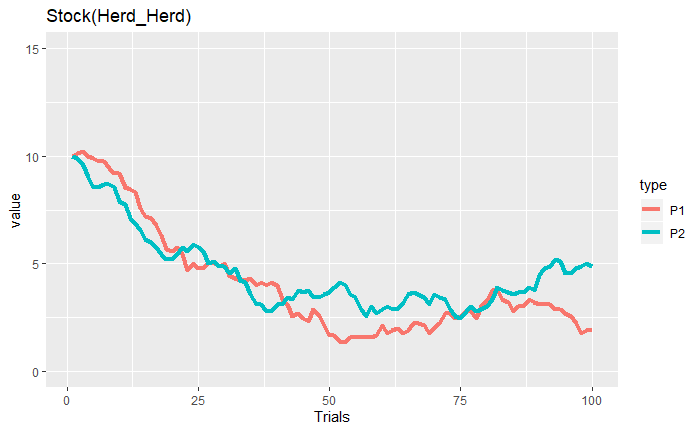 Stock(Herd_Herd)
15
10
5
0
value
0 25 50 75 100
Trials
type
P1
P2